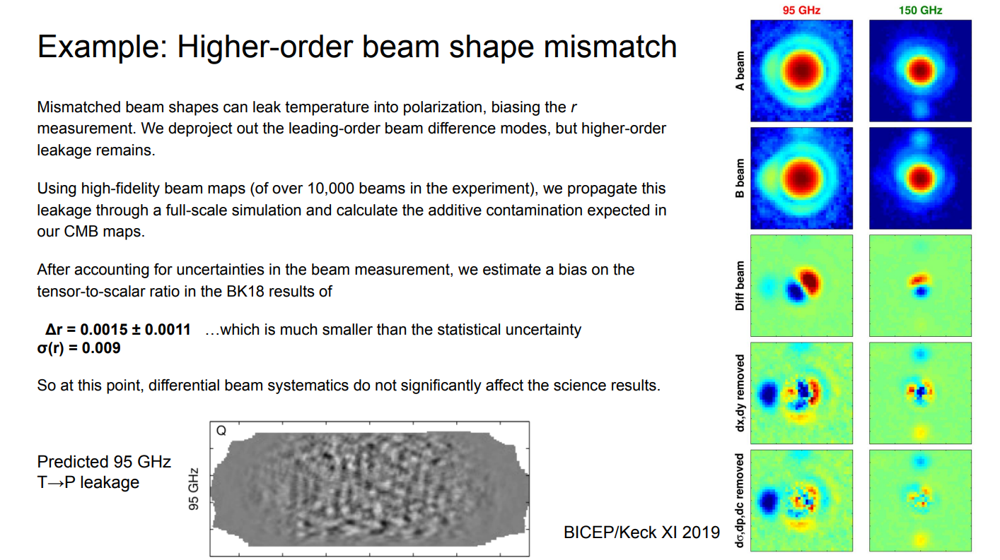 Example: Higher-order beam shape mismatch
Mismatched beam shapes can leak temperature into polarization, biasing the r
measurement. We deproject out the leading-order beam difference modes, but higher-order
leakage remains.
Using high-fidelity beam maps (of over 10,000 beams in the experiment), we propagate this
leakage through a full-scale simulation and calculate the additive contamination expected in
our CMB maps.
After accounting for uncertainties in the beam measurement, we estimate a bias on the
tensor-to-scalar ratio in the BK18 results of
Δr = 0.0015 ± 0.0011 …which is much smaller than the statistical uncertainty
σ(r) = 0.009
So at this point, differential beam systematics do not significantly affect the science results.
Predicted 95 GHz
T→P leakage
95 GHz
Q
BICEP/Keck XI 2019
95 GHz
150 GHz
A beam
B beam
Diff beam
dx,dy removed
dσ,dp,dc removed